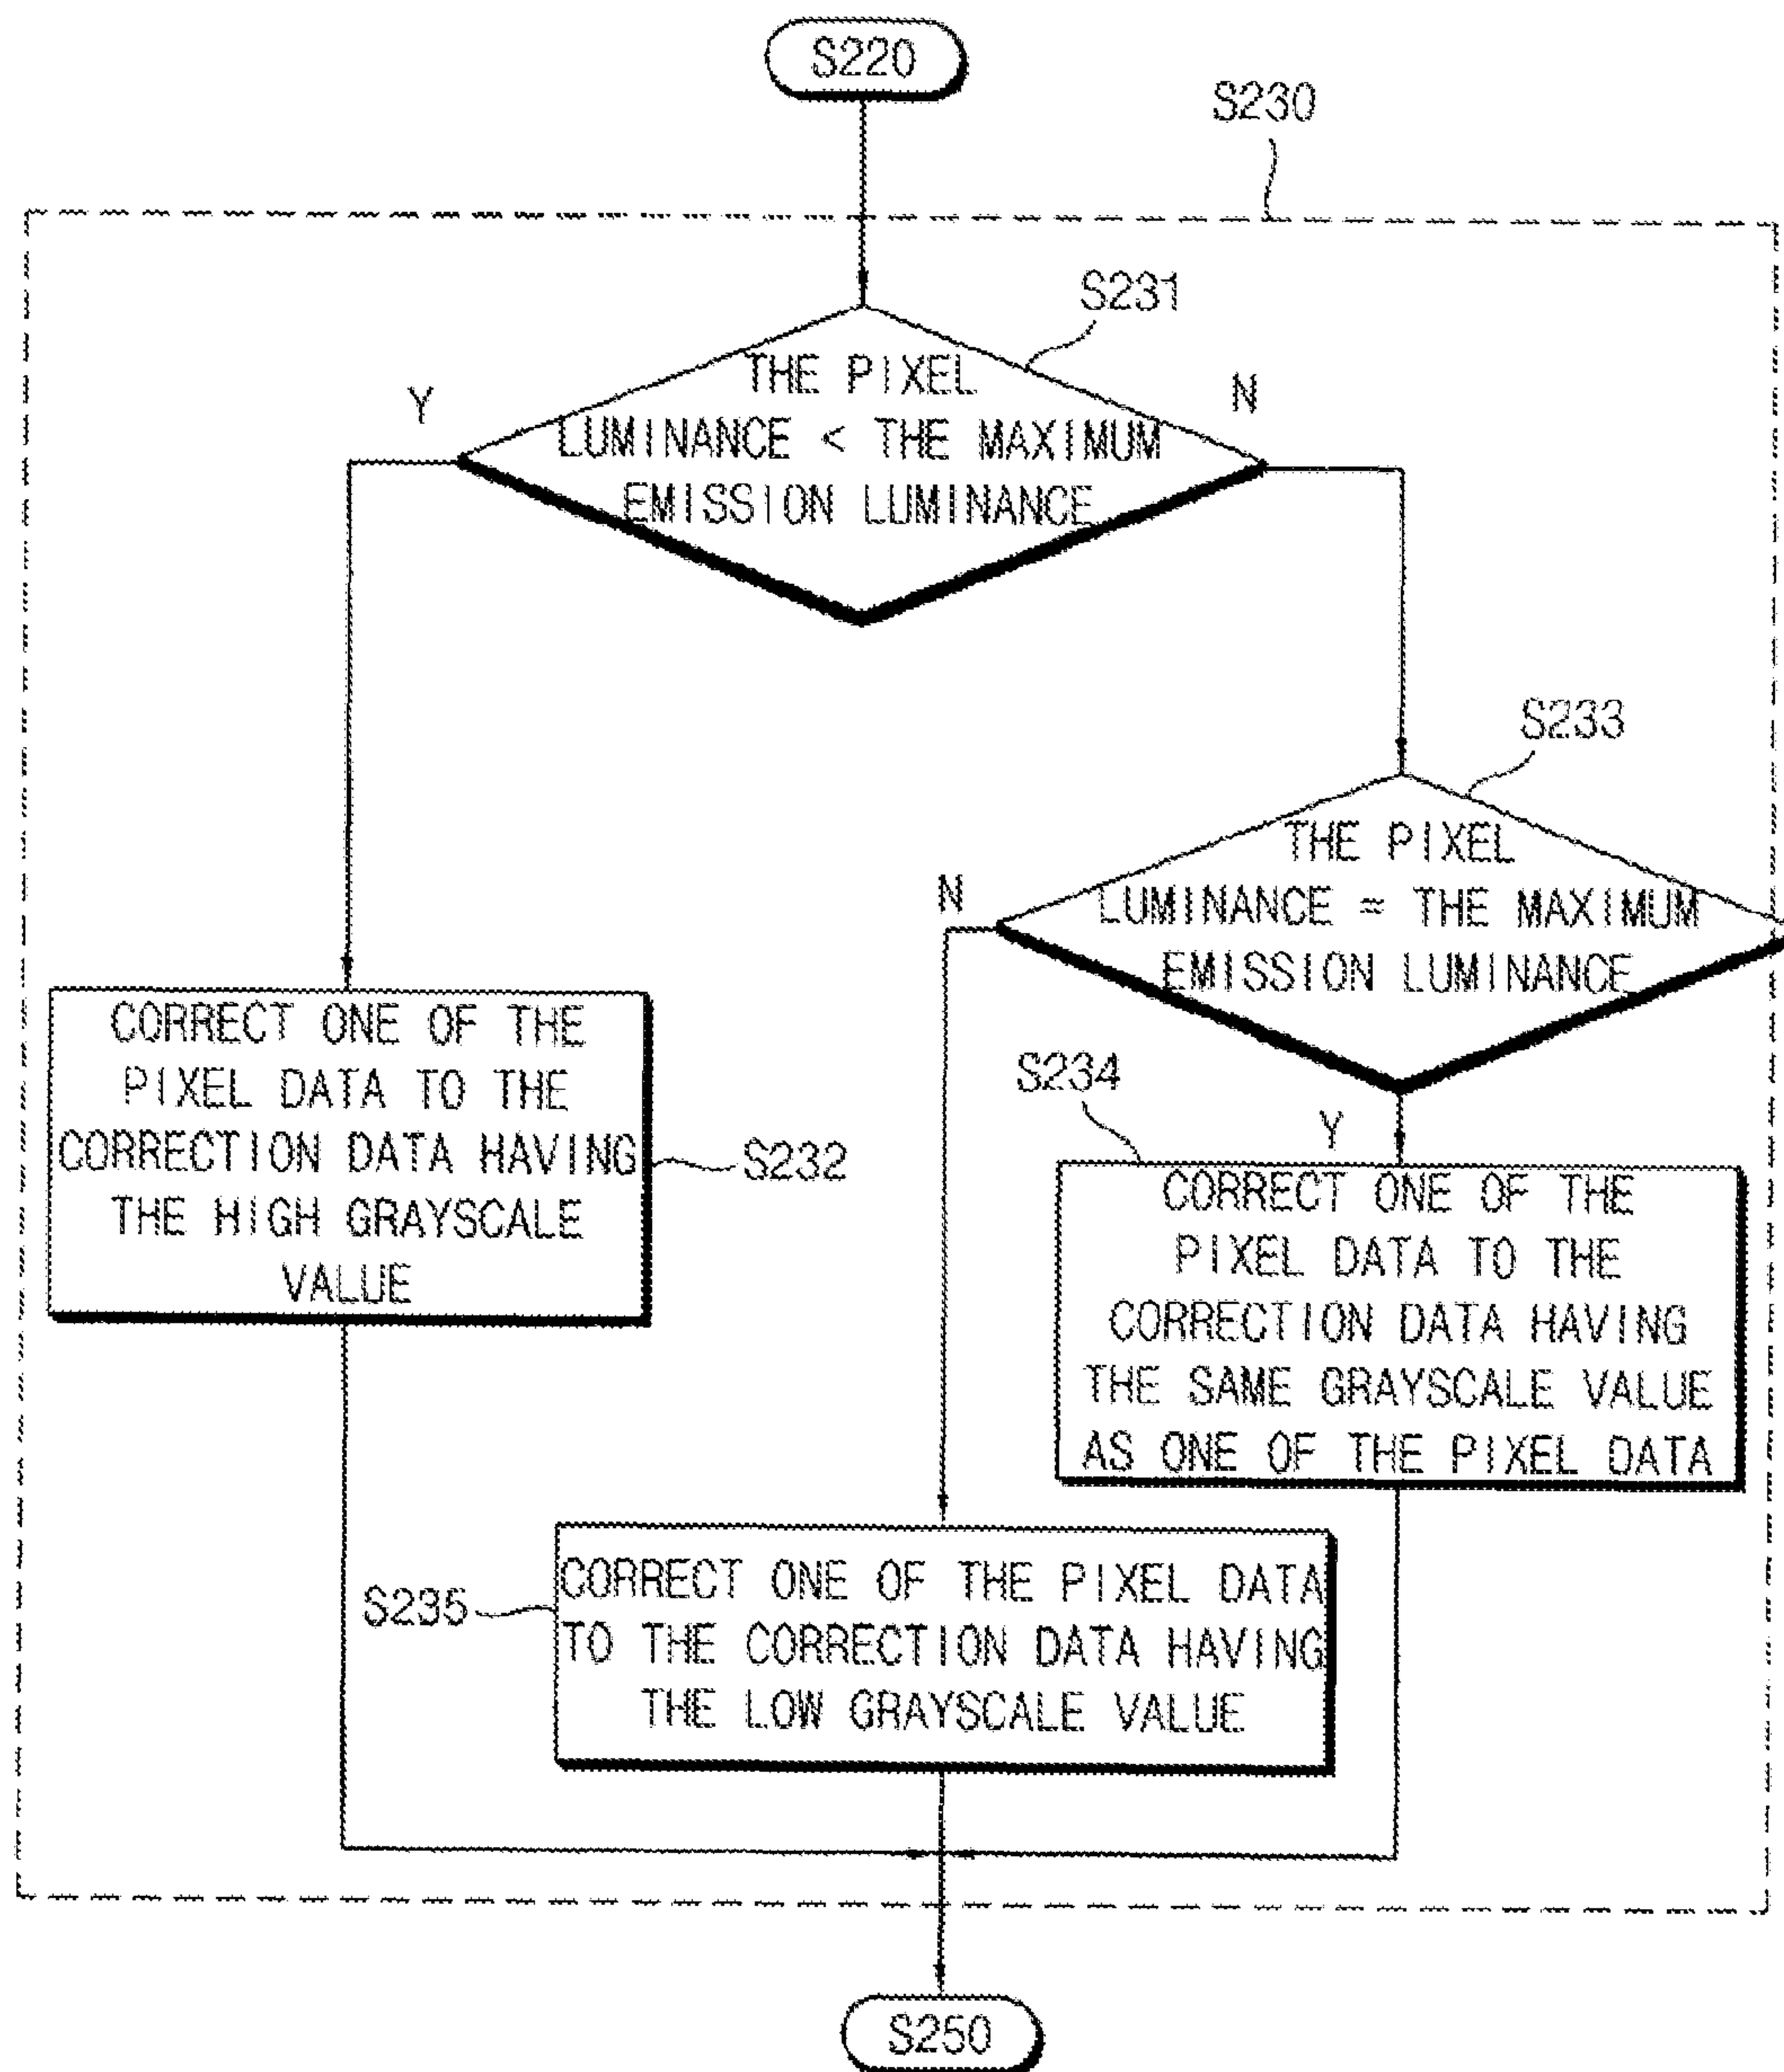 S220
S230
S231
Y
N
THE PIXEL
LUMINANCE < THE MAXIMUM
EMISSION LUMINANCE
S233
N
THE PIXEL
LUMINANCE = THE MAXIMUM
EMISSION LUMINANCE
Y
CORRECT ONE OF THE
PIXEL DATA TO THE
CORRECTION DATA HAVING
THE HIGH GRAYSCALE
VALUE
S232
S234
CORRECT ONE OF THE
PIXEL DATA TO THE
CORRECTION DATA HAVING
THE SAME GRAYSCALE VALUE
AS ONE OF THE PIXEL DATA
S235
CORRECT ONE OF THE PIXEL DATA
TO THE CORRECTION DATA HAVING
THE LOW GRAYSCALE VALUE
S250